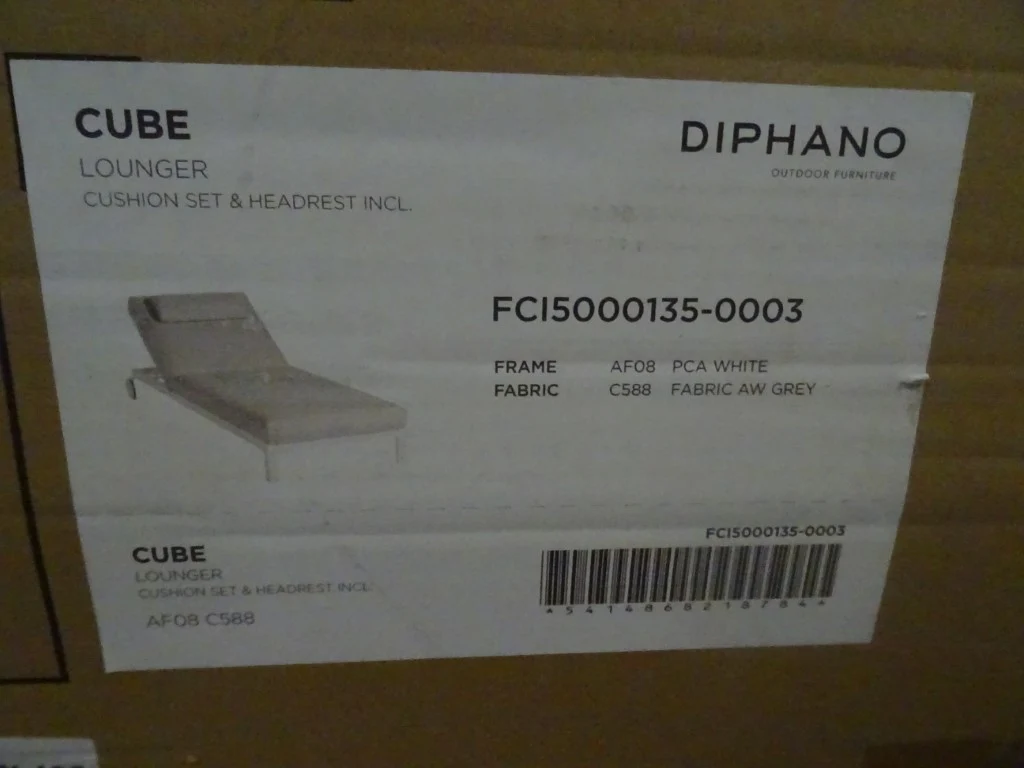 CUBE
LOUNGER
CUSHION SET & HEADREST INCL.
DIPHANO
OUTDOOR FURNITURE
FCI5000135-0003
FRAME AF08 PCA WHITE
FABRIC C588 FABRIC AW GREY
FCI5000135-0003
CUBE
LOUNGER
CUSHION SET & HEADREST INCL.
AF08 C588
*5414868218784*